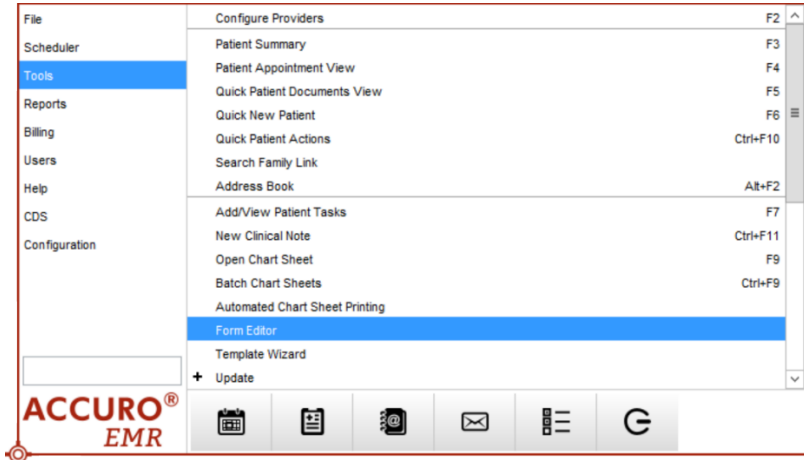 File
Scheduler
Tools
Reports
Billing
Users
Help
CDS
Configuration
Configure Providers F2
Patient Summary F3
Patient Appointment View F4
Quick Patient Documents View F5
Quick New Patient F6
Quick Patient Actions Ctrl+F10
Search Family Link
Address Book Alt+F2
Add/View Patient Tasks F7
New Clinical Note Ctrl+F11
Open Chart Sheet F9
Batch Chart Sheets Ctrl+F9
Automated Chart Sheet Printing
Form Editor
Template Wizard
+ Update
ACCURO®
EMR